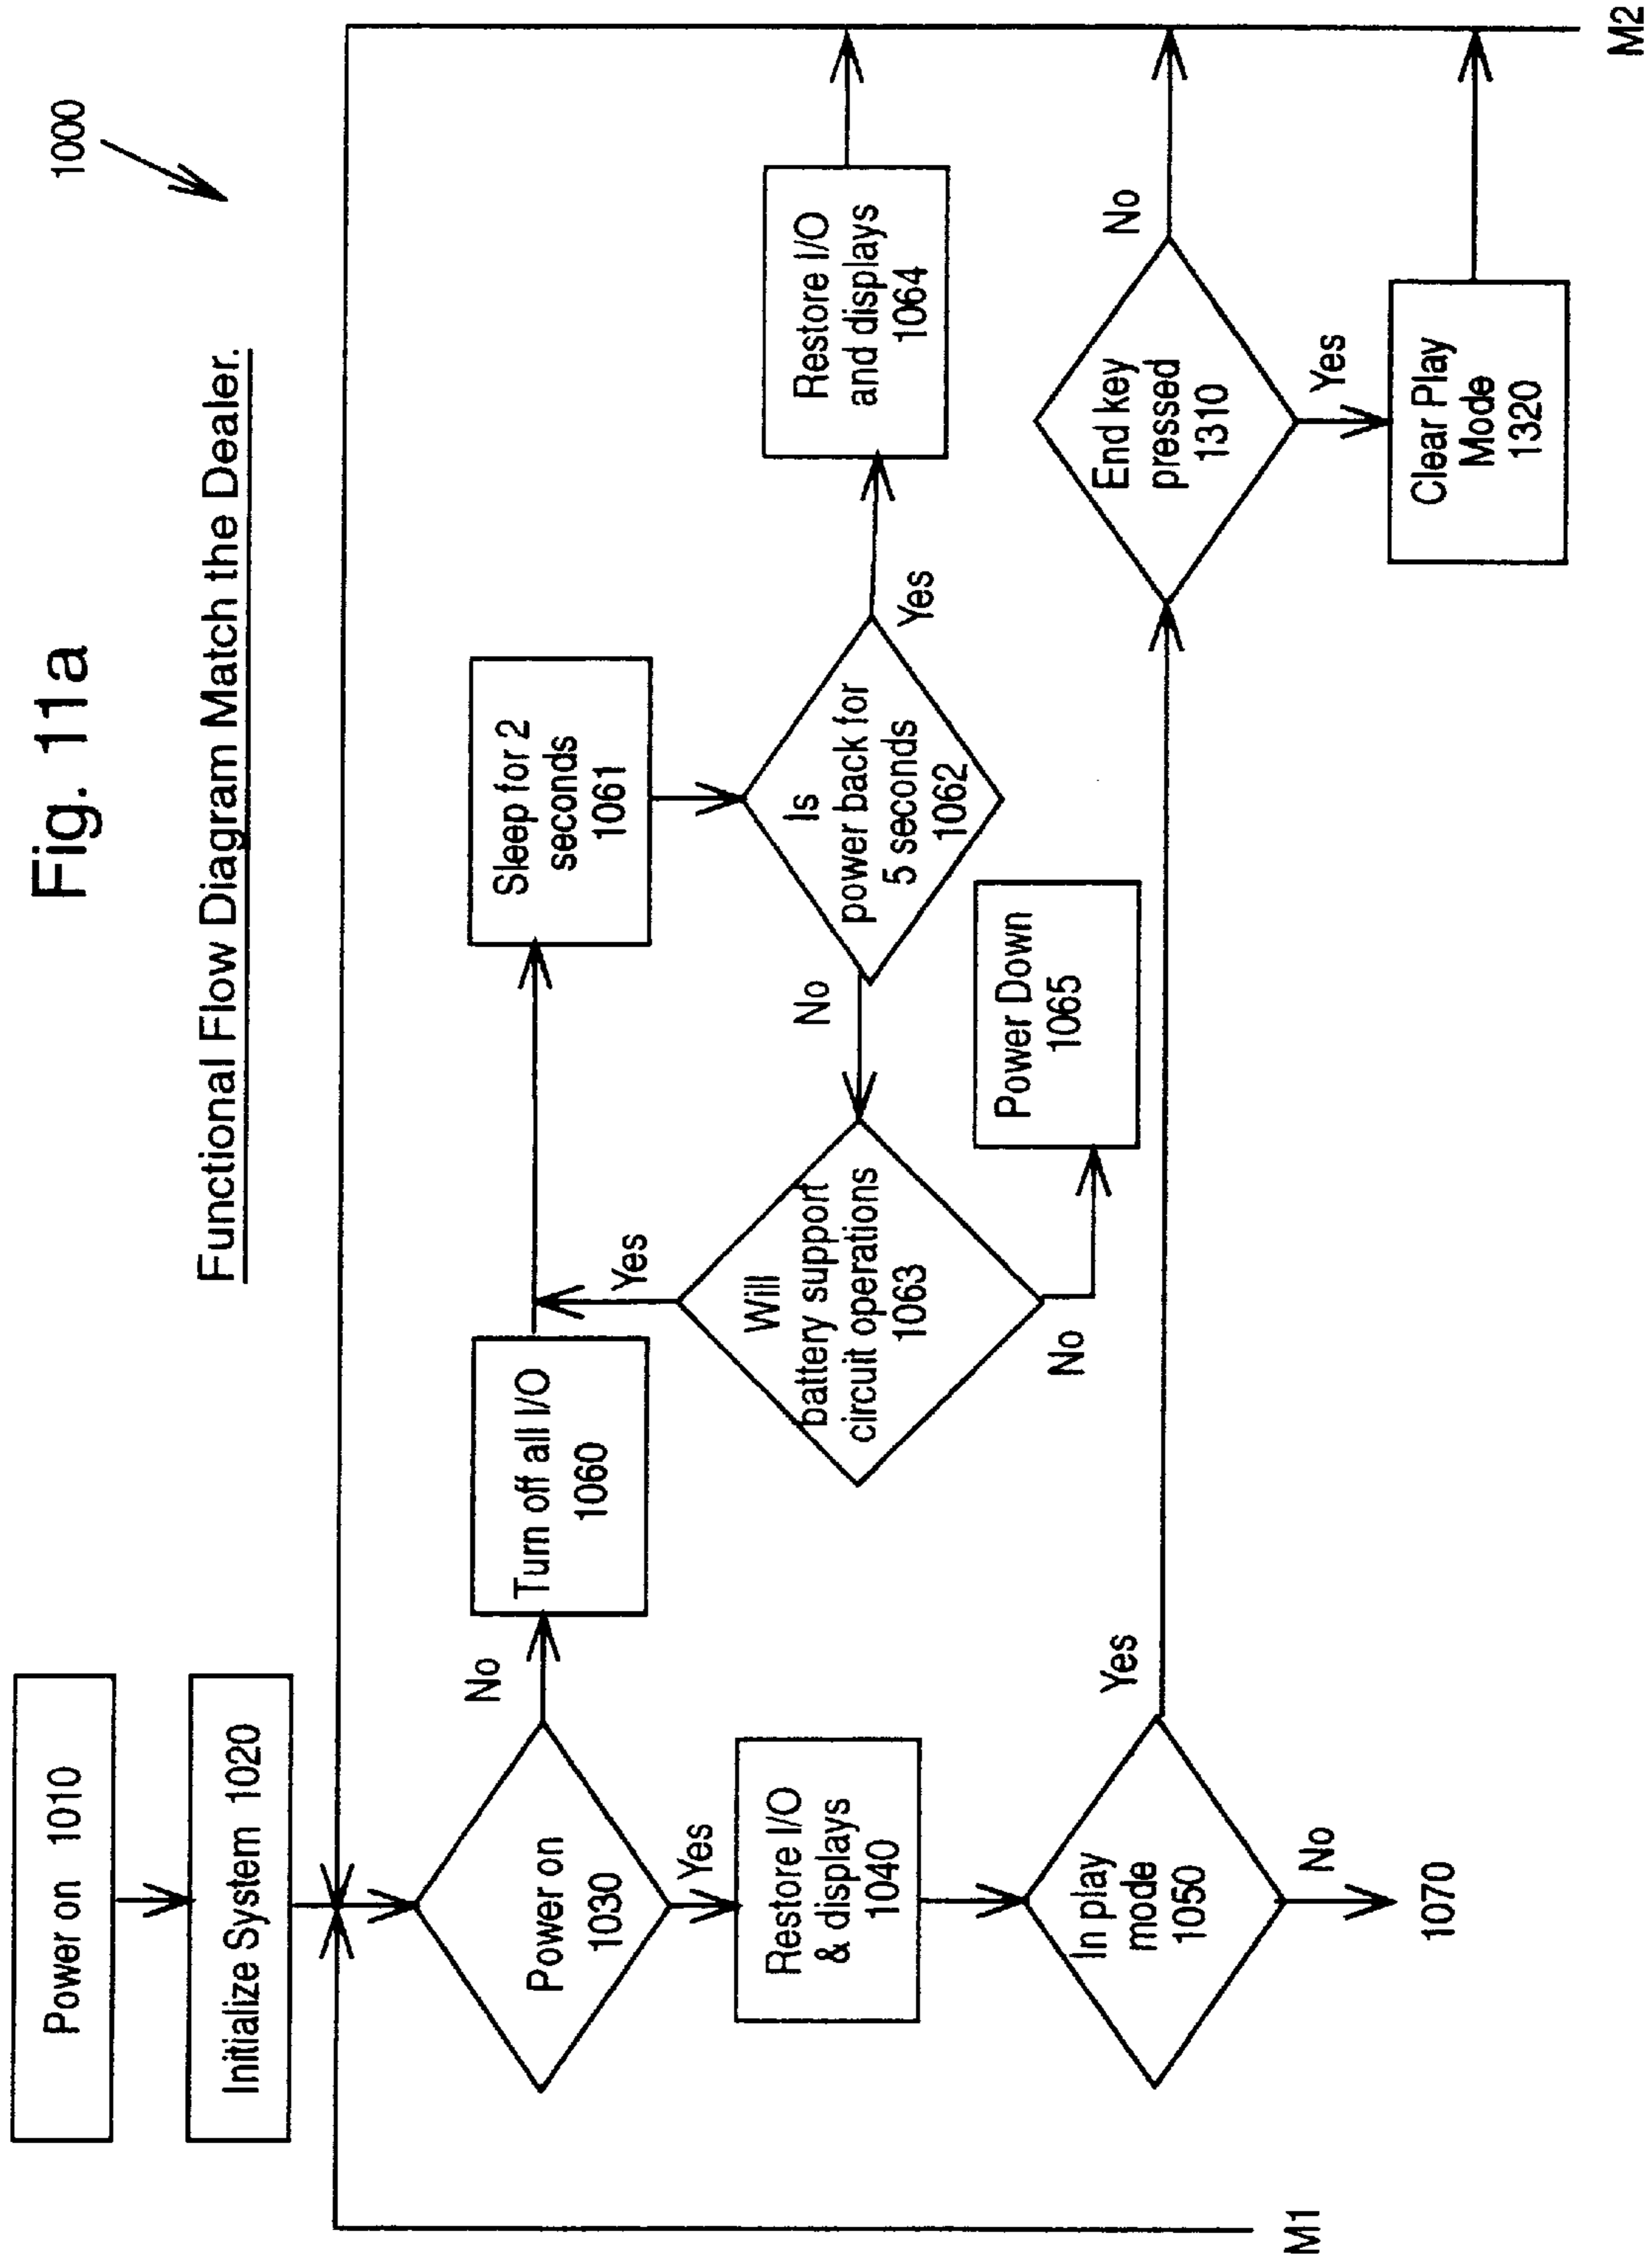 Fig. 11a
Functional Flow Diagram Match the Dealer.
1000
Power on 1010
Initialize System 1020
Power on
1030
No
Yes
Turn off all I/O
1060
Sleep for 2
seconds
1061
Is
power back for
5 seconds
1062
Yes
No
Restore I/O
and displays
1064
Will
battery support
circuit operations
1063
Yes
No
Power Down
1065
Restore I/O
& displays
1040
In play
mode
1050
Yes
No
1070
End key
pressed
1310
No
Yes
Clear Play
Mode
1320
M1
M2